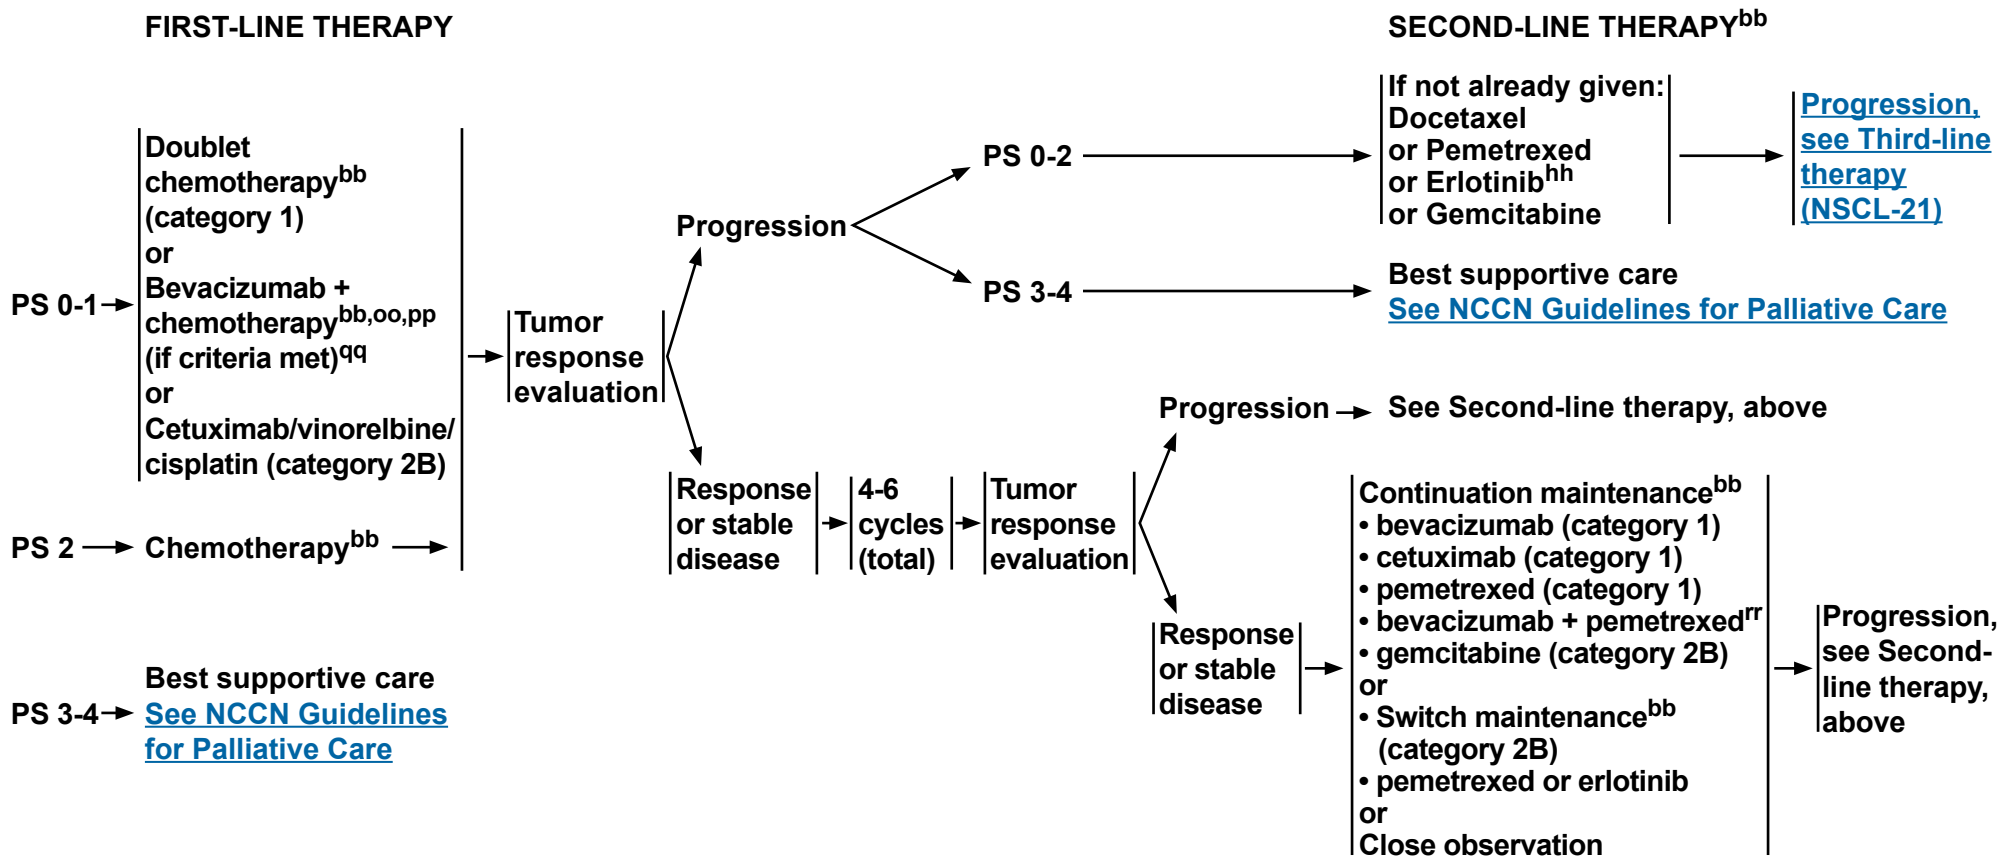 FIRST-LINE THERAPY
SECOND-LINE THERAPYbb
PS 0-1
Doublet
chemotherapybb
(category 1)
or
Bevacizumab +
chemotherapybb,oo,pp
(if criteria met)qq
or
Cetuximab/vinorelbine/
cisplatin (category 2B)
PS 2
Chemotherapybb
PS 3-4
Best supportive care
See NCCN Guidelines
for Palliative Care
Tumor
response
evaluation
Progression
PS 0-2
If not already given:
Docetaxel
or Pemetrexed
or Erlotinibhh
or Gemcitabine
Progression,
see Third-line
therapy
(NSCL-21)
PS 3-4
Best supportive care
See NCCN Guidelines for Palliative Care
Response
or stable
disease
4-6
cycles
(total)
Tumor
response
evaluation
Progression
See Second-line therapy, above
Response
or stable
disease
Continuation maintenancebb
• bevacizumab (category 1)
• cetuximab (category 1)
• pemetrexed (category 1)
• bevacizumab + pemetrexedrr
• gemcitabine (category 2B)
or
• Switch maintenancebb
(category 2B)
• pemetrexed or erlotinib
or
Close observation
Progression,
see Second-
line therapy,
above